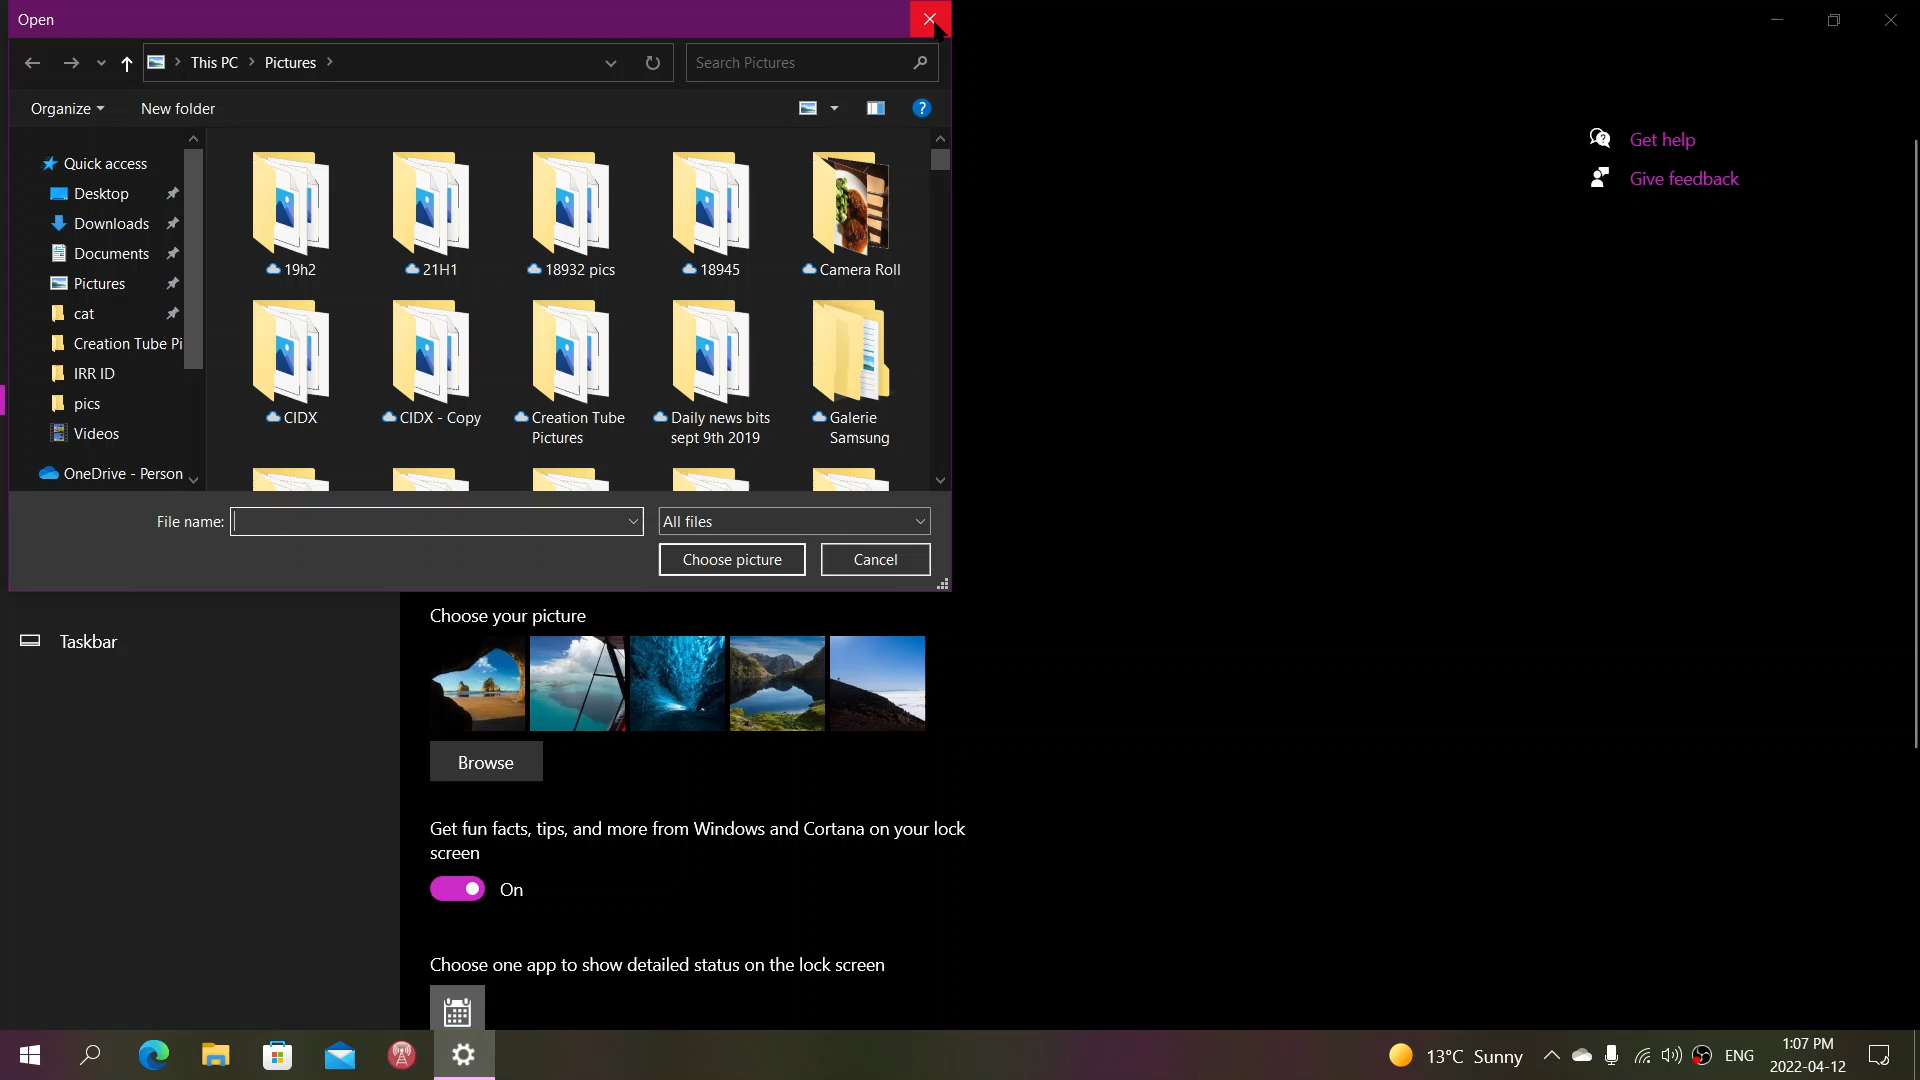 Open
This PC
Pictures
Search Pictures
Organize
New folder
Quick access
Desktop
Downloads
Documents
Pictures
cat
Creation Tube Pi
IRR ID
pics
Videos
OneDrive - Person
19h2
21H1
18932 pics
18945
Camera Roll
CIDX
CIDX - Copy
Creation Tube
Pictures
Daily news bits
sept 9th 2019
Galerie
Samsung
File name:
All files
Choose picture
Cancel
Get help
Give feedback
Taskbar
Choose your picture
Browse
Get fun facts, tips, and more from Windows and Cortana on your lock
screen
On
Choose one app to show detailed status on the lock screen
13°C Sunny
ENG
1:07 PM
2022-04-12